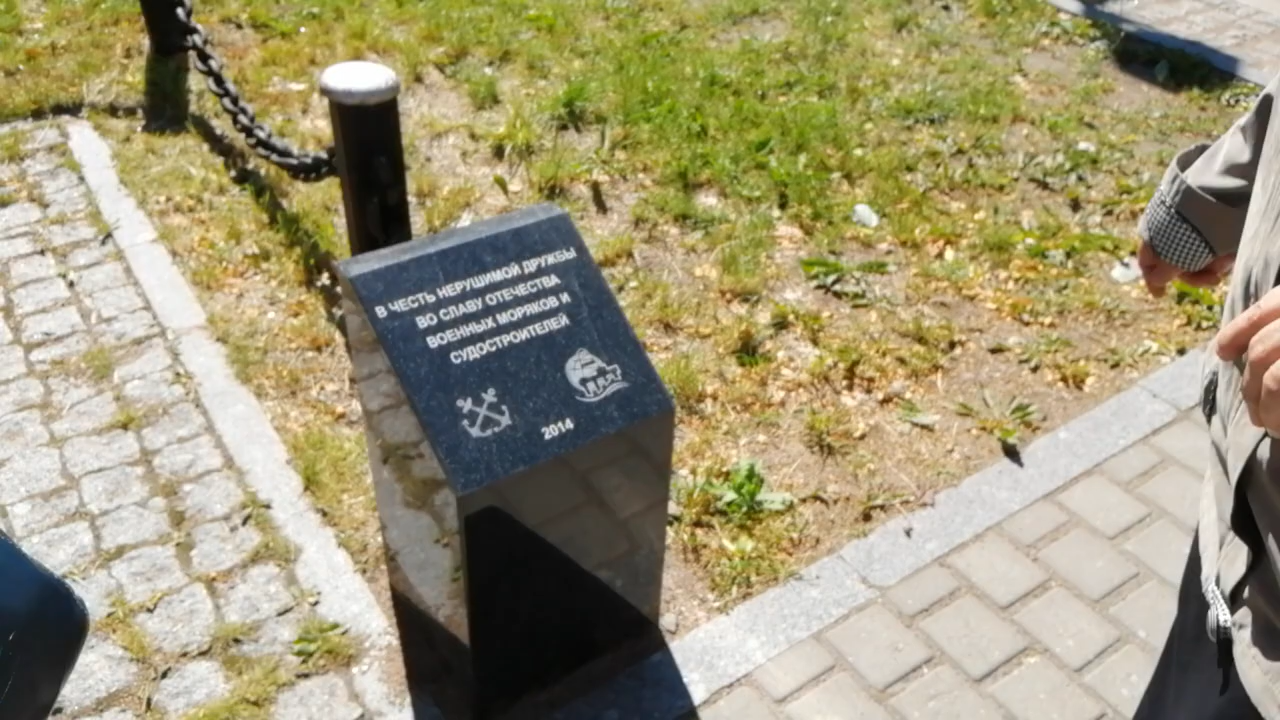 В ЧЕСТЬ НЕРУШИМОЙ ДРУЖБЫ
ВО СЛАВУ ОТЕЧЕСТВА
ВОЕННЫХ МОРЯКОВ И
СУДОСТРОИТЕЛЕЙ
2014